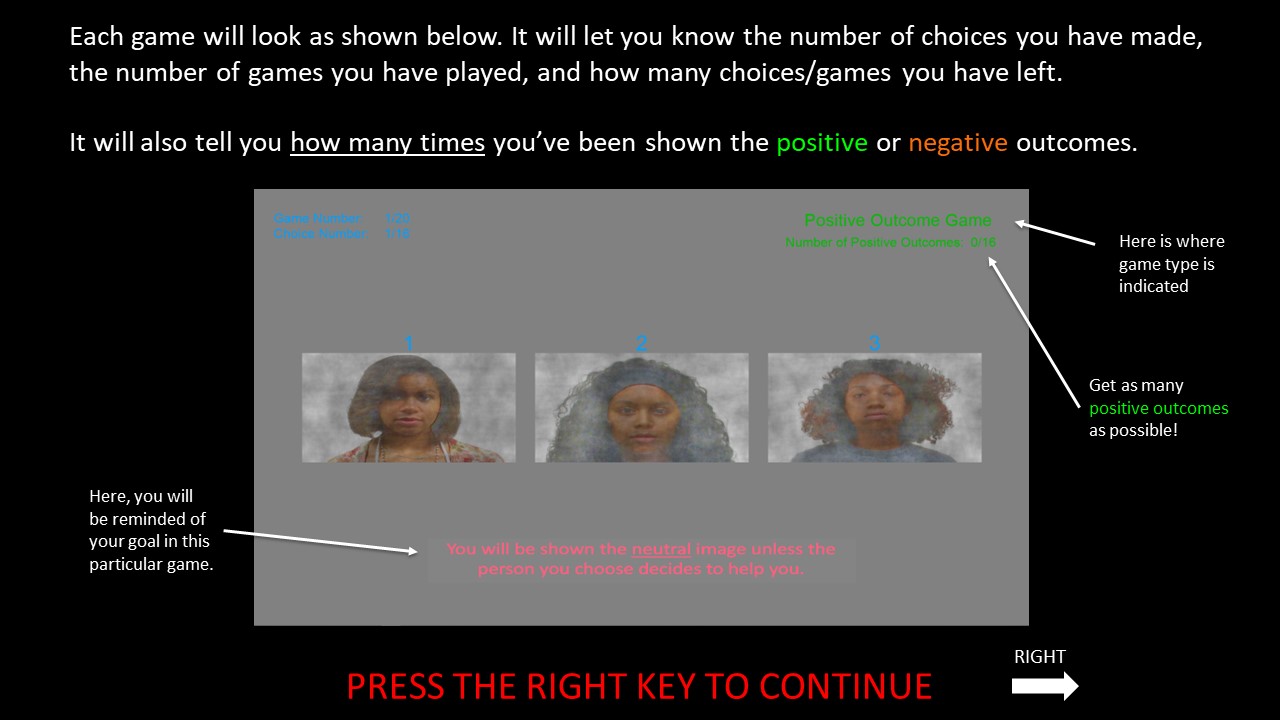 Each game will look as shown below. It will let you know the number of choices you have made,
the number of games you have played, and how many choices/games you have left.
It will also tell you how many times you’ve been shown the positive or negative outcomes.
Game Number: 1:20
Choice Number: 1:16
Positive Outcome Game
Number of Positive Outcomes: 0/16
Here is where
game type is
indicated
1 2 3
Get as many
positive outcomes
as possible!
Here, you will
be reminded of
your goal in this
particular game.
You will be shown the neutral image unless the
person you choose decides to help you.
RIGHT
PRESS THE RIGHT KEY TO CONTINUE